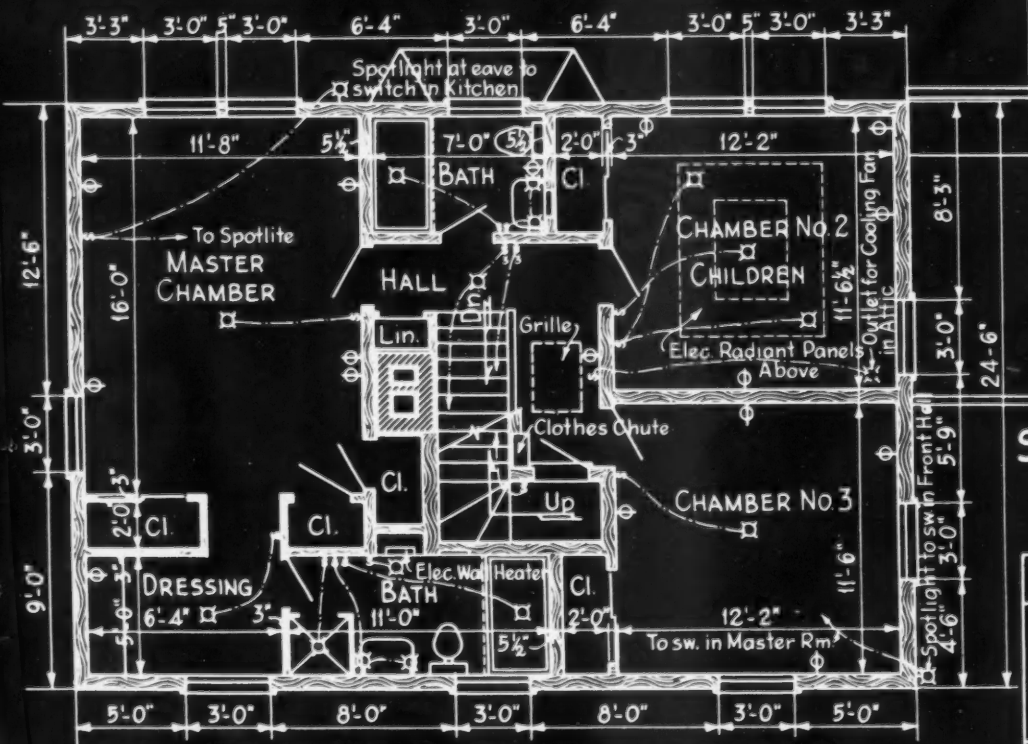 3'-3" 3'-0" 5" 3'-0" 6'-4" 3'-0" 6'-4" 3'-0" 5" 3'-0" 3'-3"
Spotlight at eave to
switch in Kitchen
11'-8" 5½" 7'-0" 5½" 2'-0" 3" 12'-2"
BATH
Cl.
To Spotlite
MASTER
CHAMBER
HALL
Dn.
CHAMBER No. 2
CHILDREN
Elec. Radiant Panels
Above
Outlet for Cooling Fan
in Attic
11'-6½"
8'-3"
3'-0"
24'-6"
12'-6"
16'-0"
Lin.
Grille
Clothes Chute
3'-0"
Cl.
Up
CHAMBER No. 3
5'-9"
3'-0"
4'-6"
Spotlight to sw. in Front Hall
2'-0"
3"
Cl.
Cl.
9'-0"
3"
5'-0"
DRESSING
6'-4" 3" 11'-0" 2'-0" 12'-2"
Elec. Wall Heater
BATH
Cl.
5½"
11'-6"
To sw. in Master Rm.
5'-0" 3'-0" 8'-0" 3'-0" 8'-0" 3'-0" 5'-0"